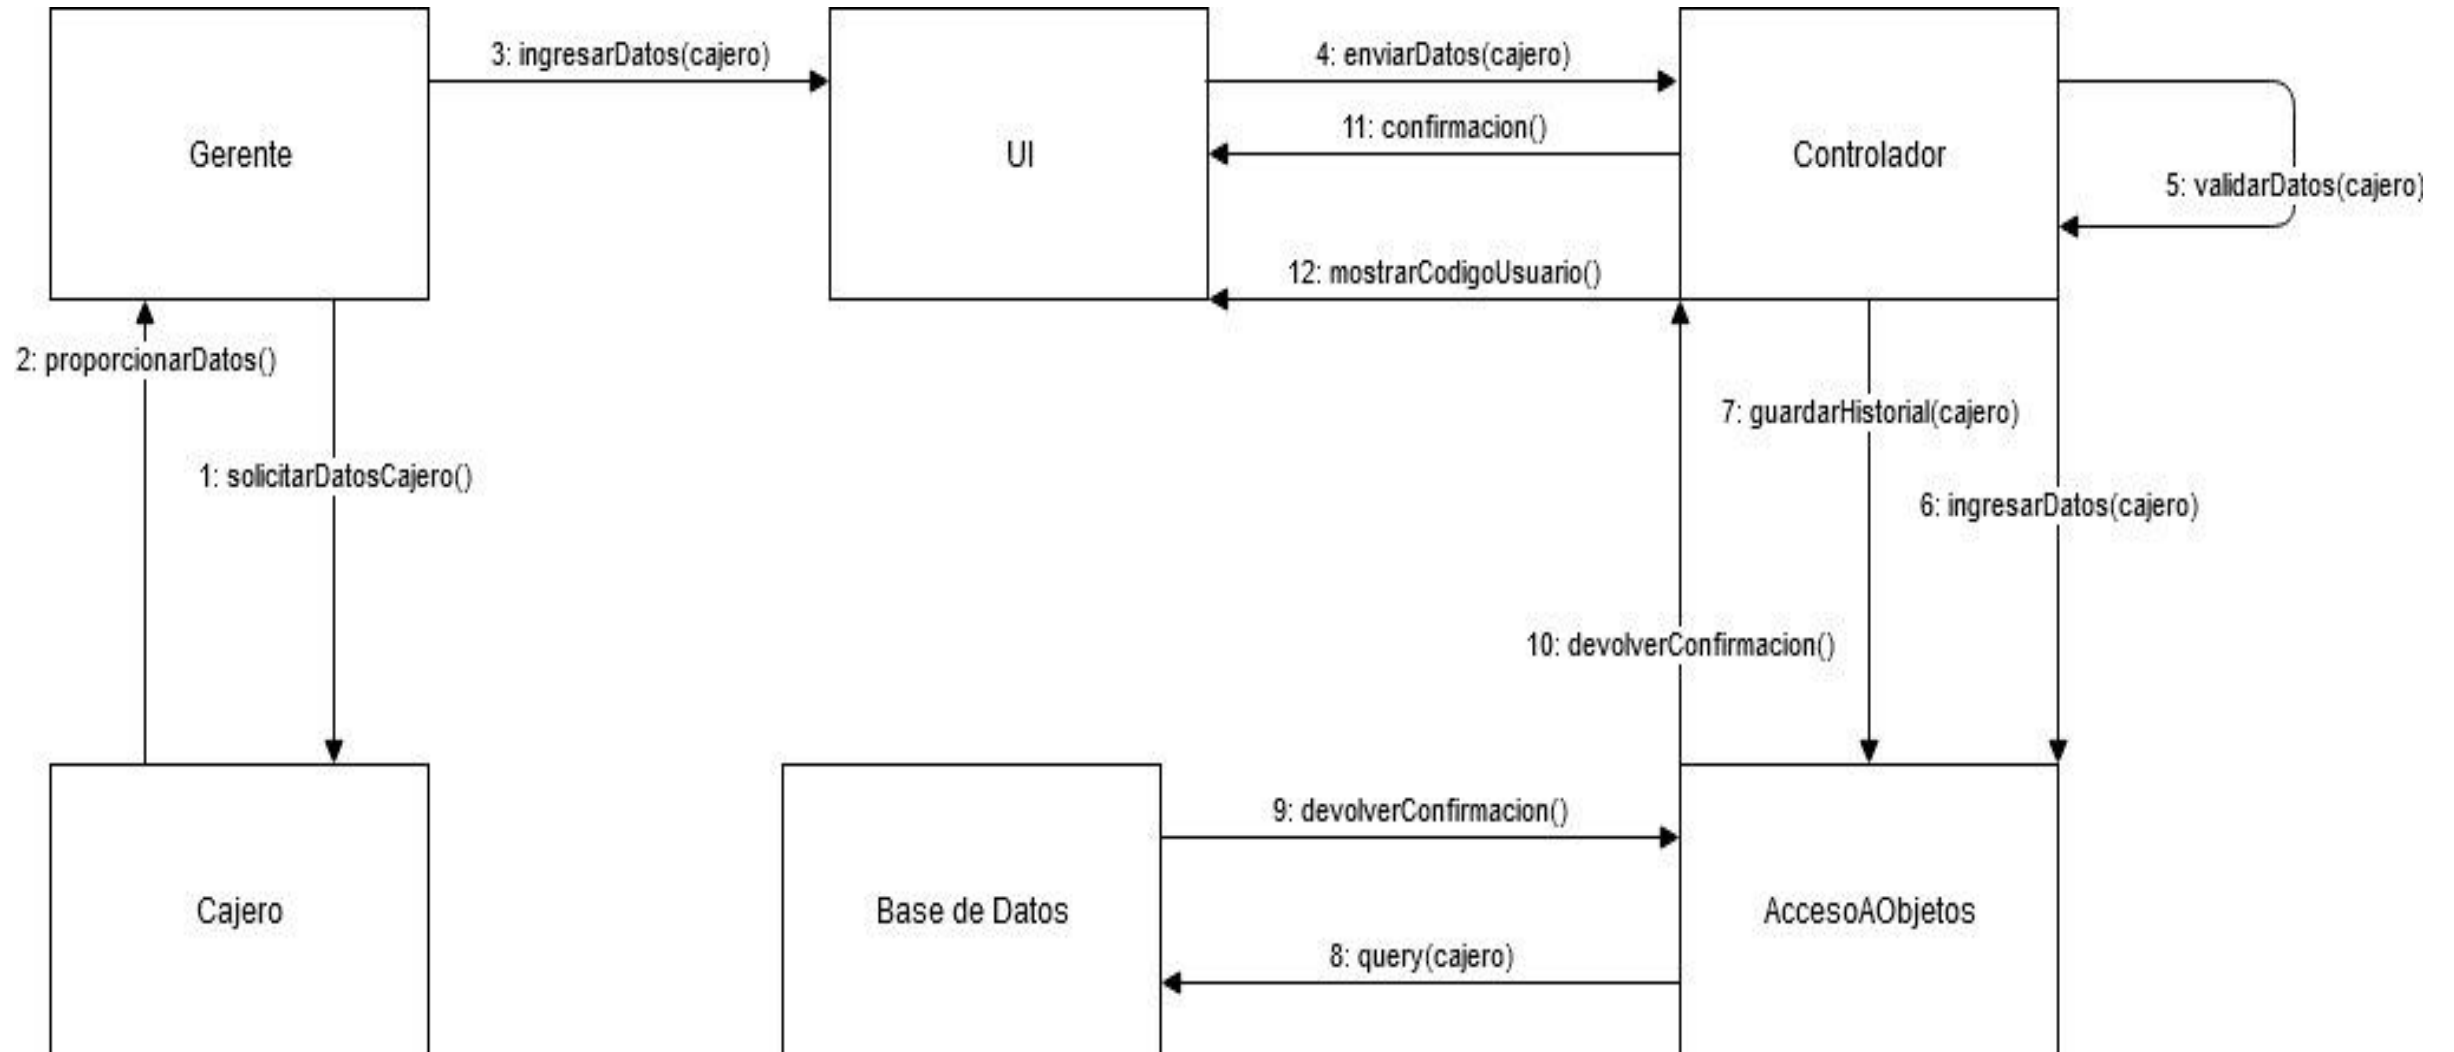 3: ingresarDatos(cajero)
4: enviarDatos(cajero)
11: confirmacion()
Gerente
UI
Controlador
5: validarDatos(cajero)
12: mostrarCodigoUsuario()
2: proporcionarDatos()
7: guardarHistorial(cajero)
1: solicitarDatosCajero()
6: ingresarDatos(cajero)
10: devolverConfirmacion()
9: devolverConfirmacion()
Cajero
Base de Datos
AccesoAObjetos
8: query(cajero)